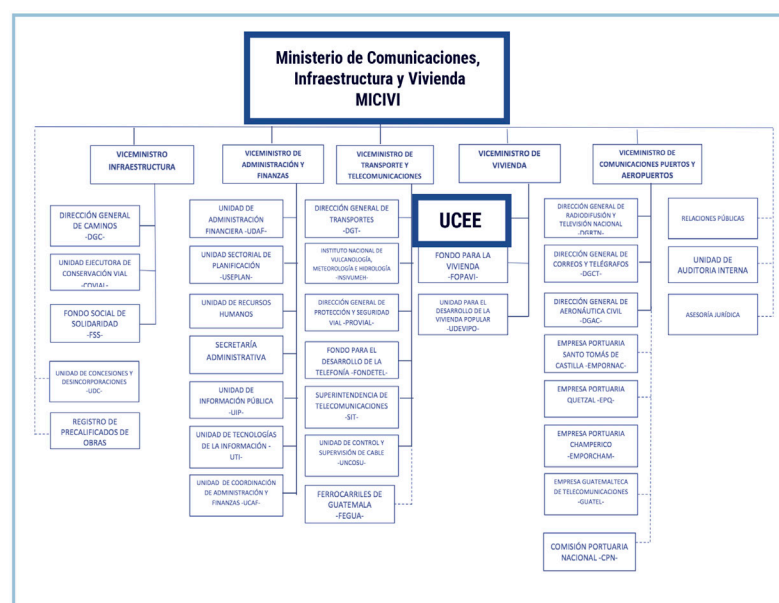 Ministerio de Comunicaciones,
Infraestructura y Vivienda
MICIVI
VICEMINISTRO
INFRAESTRUCTURA
VICEMINISTRO DE
ADMINISTRACIÓN Y
FINANZAS
VICEMINISTRO DE
TRANSPORTE Y
TELECOMUNICACIONES
VICEMINISTRO DE
VIVIENDA
VICEMINISTRO DE
COMUNICACIONES PUERTOS Y
AEROPUERTOS
DIRECCIÓN GENERAL
DE CAMINOS
-DGC-
UNIDAD EJECUTORA DE
CONSERVACIÓN VIAL
-COVIAL-
FONDO SOCIAL DE
SOLIDARIDAD
-FSS-
UNIDAD DE CONCESIONES Y
DESINCORPORACIONES
-UDC-
REGISTRO DE
PRECALIFICADOS DE
OBRAS
UNIDAD DE
ADMINISTRACIÓN
FINANCIERA -UDAF-
UNIDAD SECTORIAL DE
PLANIFICACIÓN
-USEPLAN-
UNIDAD DE RECURSOS
HUMANOS
SECRETARÍA
ADMINISTRATIVA
UNIDAD DE
INFORMACIÓN PÚBLICA
-UIP-
UNIDAD DE TECNOLOGÍAS
DE LA INFORMACIÓN -
UTI-
UNIDAD DE COORDINACIÓN
DE ADMINISTRACIÓN Y
FINANZAS -UCAF-
DIRECCIÓN GENERAL DE
TRANSPORTES
-DGT-
INSTITUTO NACIONAL DE
VULCANOLOGÍA,
METEOROLOGÍA E HIDROLOGÍA
-INSIVUMEH-
DIRECCIÓN GENERAL DE
PROTECCIÓN Y SEGURIDAD
VIAL -PROVIAL-
FONDO PARA EL
DESARROLLO DE LA
TELEFONÍA -FONDETEL-
SUPERINTENDENCIA DE
TELECOMUNICACIONES
-SIT-
UNIDAD DE CONTROL Y
SUPERVISIÓN DE CABLE
-UNCOSU-
FERROCARRILES DE
GUATEMALA
-FEGUA-
UCEE
FONDO PARA LA
VIVIENDA
-FOPAVI-
UNIDAD PARA EL
DESARROLLO DE LA
VIVIENDA POPULAR
-UDEVIPO-
DIRECCIÓN GENERAL DE
RADIODIFUSIÓN Y
TELEVISIÓN NACIONAL
-DGRTN-
DIRECCIÓN GENERAL DE
CORREOS Y TELÉGRAFOS
-DGCT-
DIRECCIÓN GENERAL DE
AERONÁUTICA CIVIL
-DGAC-
EMPRESA PORTUARIA
SANTO TOMÁS DE
CASTILLA -EMPORNAC-
EMPRESA PORTUARIA
QUETZAL -EPQ-
EMPRESA PORTUARIA
CHAMPERICO
-EMPORCHAM-
EMPRESA GUATEMALTECA
DE TELECOMUNICACIONES
-GUATEL-
COMISIÓN PORTUARIA
NACIONAL -CPN-
RELACIONES PÚBLICAS
UNIDAD DE
AUDITORIA INTERNA
ASESORÍA JURÍDICA